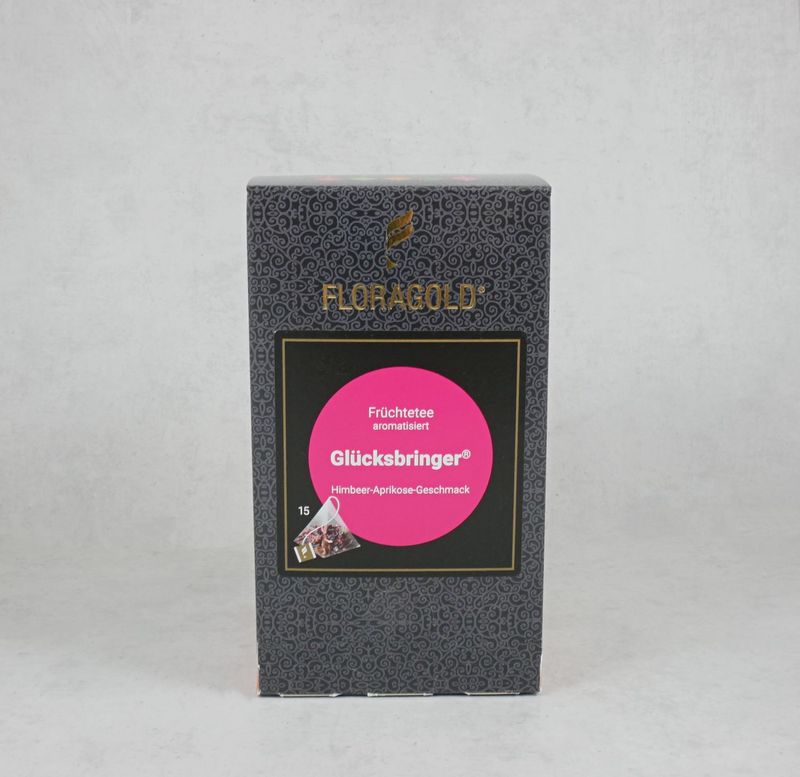 FLORAGOLD®
Früchtetee
aromatisiert
Glücksbringer®
Himbeer-Aprikose-Geschmack
15